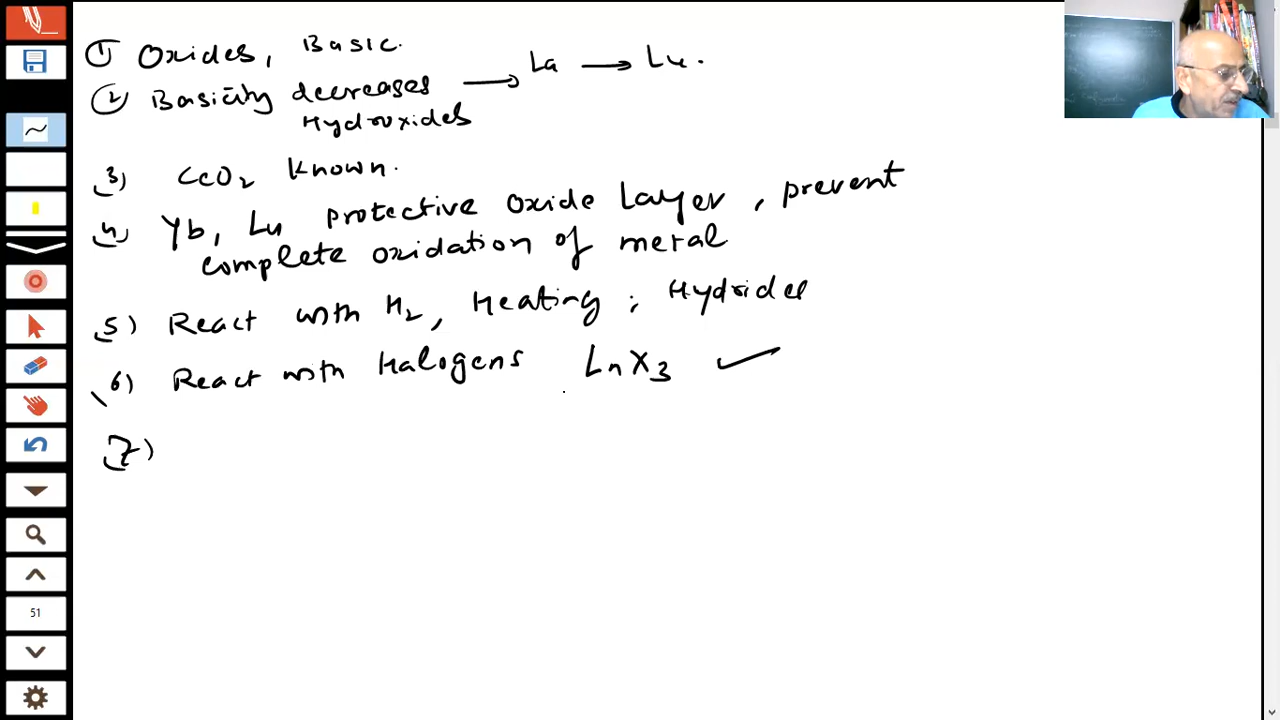 1 Oxides, Basic.
2 Basicity decreases → La → Lu.
Hydroxides
3) CeO₂ Known.
4) Yb, Lu protective oxide Layer, prevent
complete oxidation of metal
5) React with H₂, Heating; Hydrides
6) React with Halogens LnX₃ ✓
7)
51